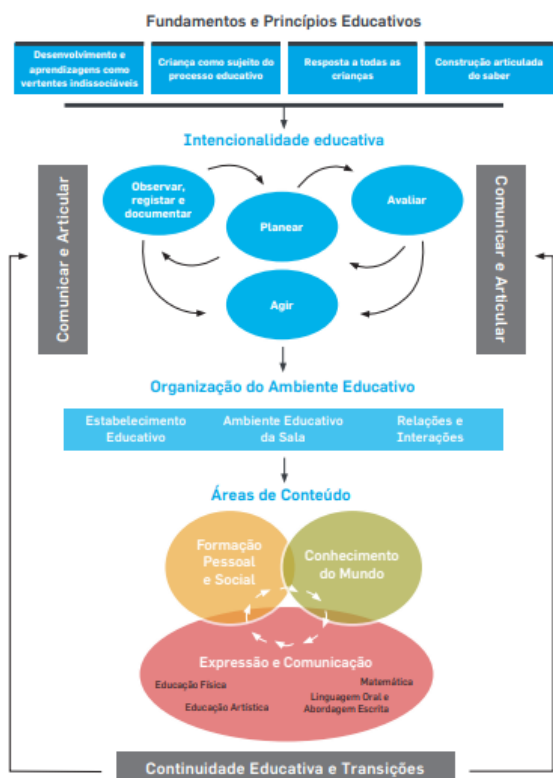 Fundamentos e Princípios Educativos
Desenvolvimento e
aprendizagens como
vertentes indissociáveis
Criança como sujeito do
processo educativo
Resposta a todas as
crianças
Construção articulada
do saber
Intencionalidade educativa
Comunicar e Articular
Observar,
registar e
documentar
Planear
Avaliar
Agir
Comunicar e Articular
Organização do Ambiente Educativo
Estabelecimento
Educativo
Ambiente Educativo
da Sala
Relações e
Interações
Áreas de Conteúdo
Formação
Pessoal
e Social
Conhecimento
do Mundo
Expressão e Comunicação
Educação Física
Educação Artística
Matemática
Linguagem Oral e
Abordagem Escrita
Continuidade Educativa e Transições